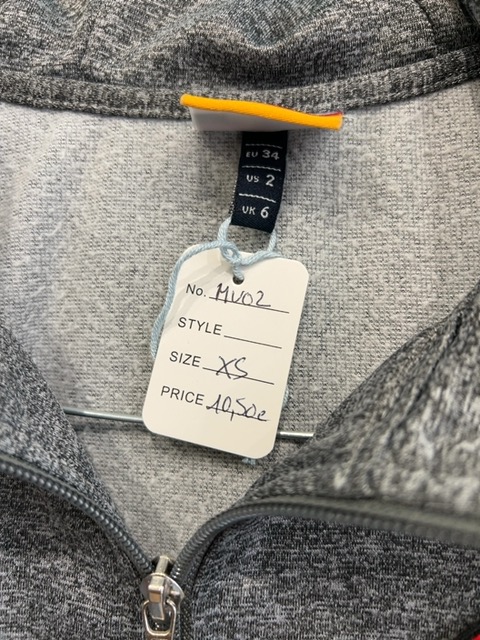 EU 34
US 2
UK 6
No. MV02
STYLE
SIZE XS
PRICE 10,50€